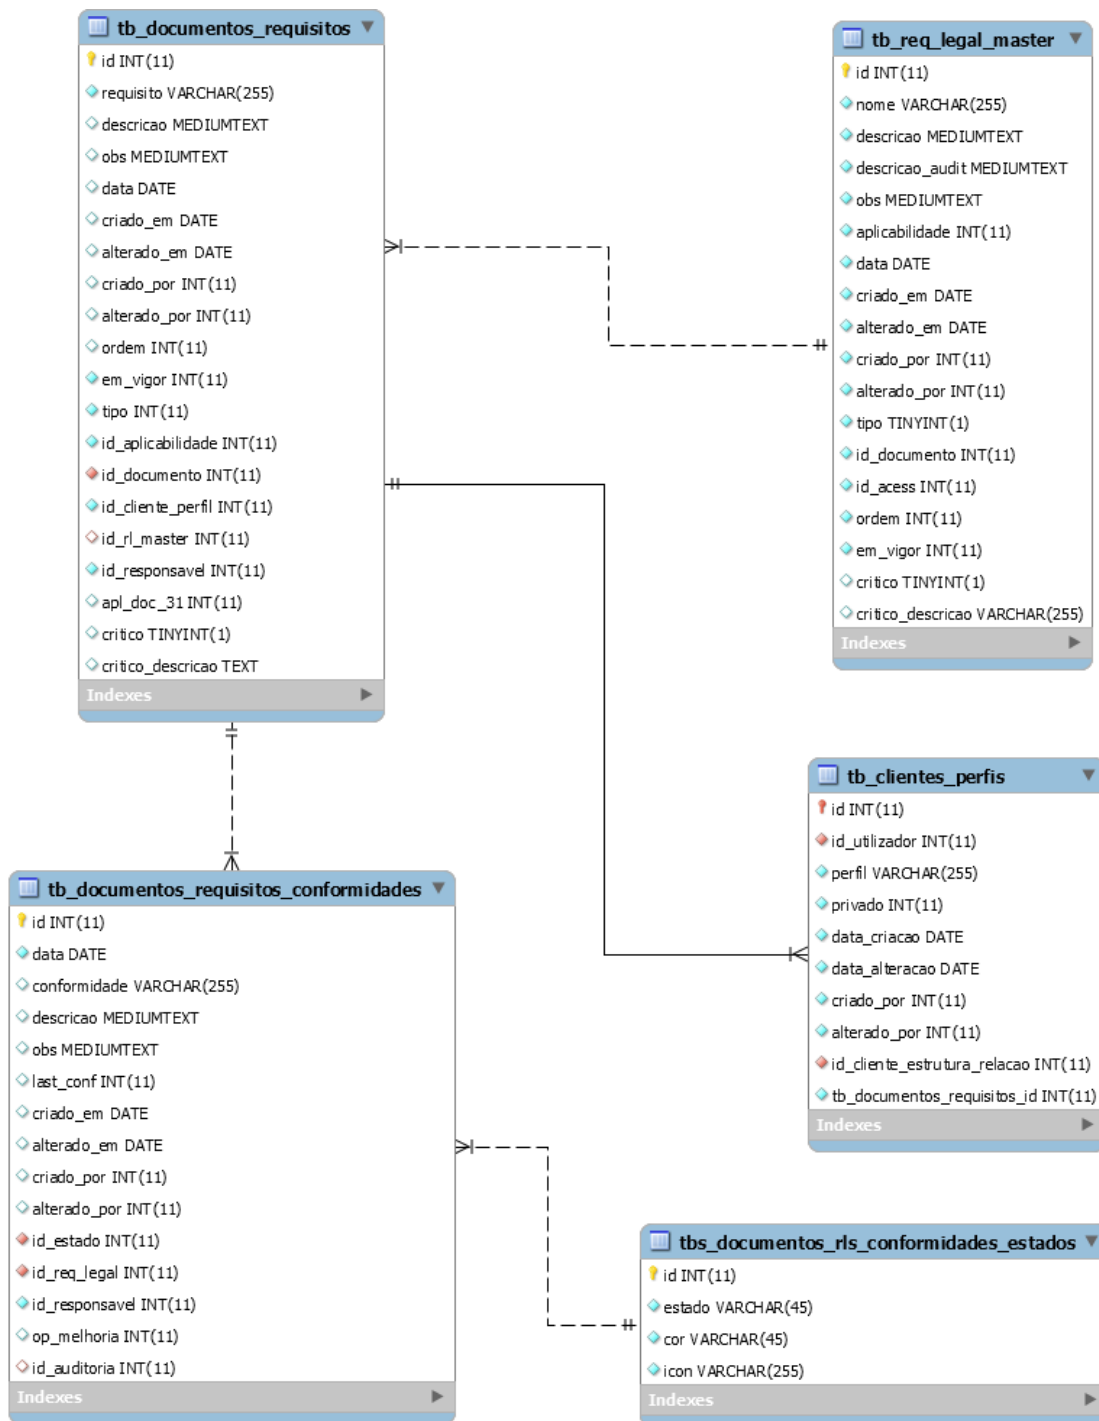 tb_documentos_requisitos
id INT(11)
requisito VARCHAR(255)
descricao MEDIUMTEXT
obs MEDIUMTEXT
data DATE
criado_em DATE
alterado_em DATE
criado_por INT(11)
alterado_por INT(11)
ordem INT(11)
em_vigor INT(11)
tipo INT(11)
id_aplicabilidade INT(11)
id_documento INT(11)
id_cliente_perfil INT(11)
id_rl_master INT(11)
id_responsavel INT(11)
apl_doc_31 INT(11)
critico TINYINT(1)
critico_descricao TEXT
Indexes
tb_req_legal_master
id INT(11)
nome VARCHAR(255)
descricao MEDIUMTEXT
descricao_audit MEDIUMTEXT
obs MEDIUMTEXT
aplicabilidade INT(11)
data DATE
criado_em DATE
alterado_em DATE
criado_por INT(11)
alterado_por INT(11)
tipo TINYINT(1)
id_documento INT(11)
id_acess INT(11)
ordem INT(11)
em_vigor INT(11)
critico TINYINT(1)
critico_descricao VARCHAR(255)
Indexes
tb_clientes_perfis
id INT(11)
id_utilizador INT(11)
perfil VARCHAR(255)
privado INT(11)
data_criacao DATE
data_alteracao DATE
criado_por INT(11)
alterado_por INT(11)
id_cliente_estrutura_relacao INT(11)
tb_documentos_requisitos_id INT(11)
Indexes
tb_documentos_requisitos_conformidades
id INT(11)
data DATE
conformidade VARCHAR(255)
descricao MEDIUMTEXT
obs MEDIUMTEXT
last_conf INT(11)
criado_em DATE
alterado_em DATE
criado_por INT(11)
alterado_por INT(11)
id_estado INT(11)
id_req_legal INT(11)
id_responsavel INT(11)
op_melhoria INT(11)
id_auditoria INT(11)
Indexes
tbs_documentos_rls_conformidades_estados
id INT(11)
estado VARCHAR(45)
cor VARCHAR(45)
icon VARCHAR(255)
Indexes